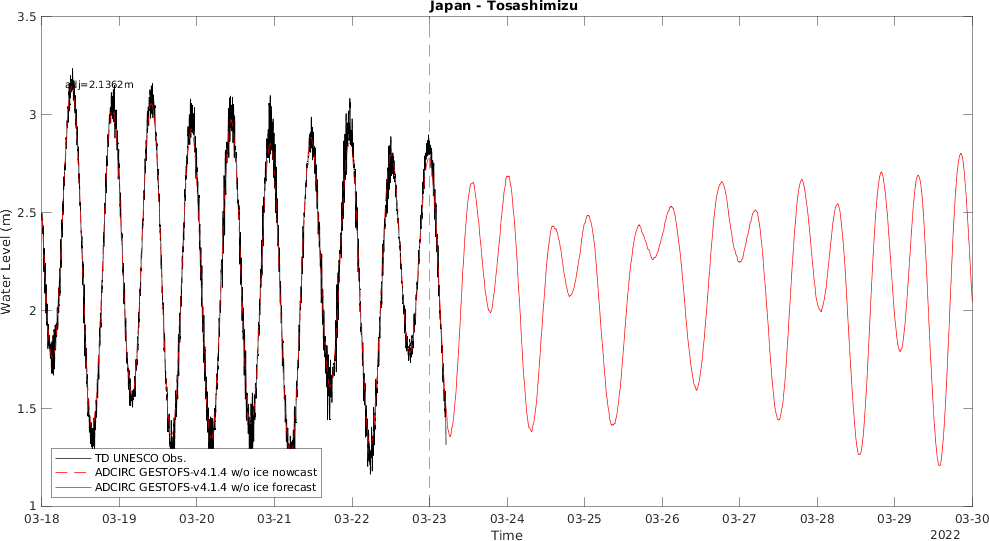 Japan - Tosashimizu
3.5
3
2.5
2
1.5
1
Water Level (m)
adj=2.1362m
TD UNESCO Obs.
ADCIRC GESTOFS-v4.1.4 w/o ice nowcast
ADCIRC GESTOFS-v4.1.4 w/o ice forecast
03-18 03-19 03-20 03-21 03-22 03-23 03-24 03-25 03-26 03-27 03-28 03-29 03-30
Time
2022